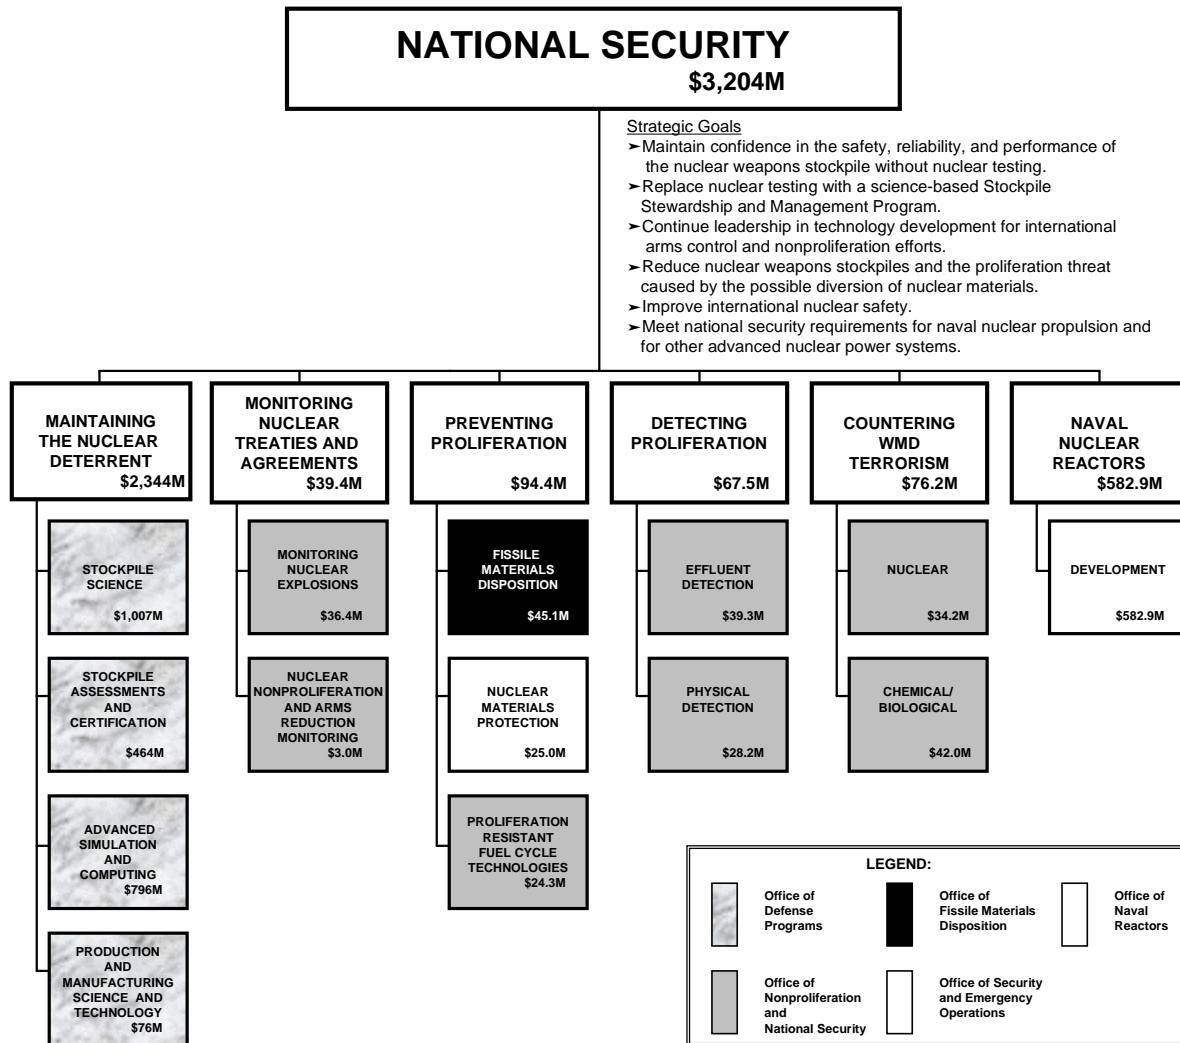 NATIONAL SECURITY
$3,204M
Strategic Goals
➢Maintain confidence in the safety, reliability, and performance of
the nuclear weapons stockpile without nuclear testing.
➢Replace nuclear testing with a science-based Stockpile
Stewardship and Management Program.
➢Continue leadership in technology development for international
arms control and nonproliferation efforts.
➢Reduce nuclear weapons stockpiles and the proliferation threat
caused by the possible diversion of nuclear materials.
➢Improve international nuclear safety.
➢Meet national security requirements for naval nuclear propulsion and
for other advanced nuclear power systems.
MAINTAINING
THE NUCLEAR
DETERRENT
$2,344M
MONITORING
NUCLEAR
TREATIES AND
AGREEMENTS
$39.4M
PREVENTING
PROLIFERATION
$94.4M
DETECTING
PROLIFERATION
$67.5M
COUNTERING
WMD
TERRORISM
$76.2M
NAVAL
NUCLEAR
REACTORS
$582.9M
STOCKPILE
SCIENCE
$1,007M
MONITORING
NUCLEAR
EXPLOSIONS
$36.4M
FISSILE
MATERIALS
DISPOSITION
$45.1M
EFFLUENT
DETECTION
$39.3M
NUCLEAR
$34.2M
DEVELOPMENT
$582.9M
STOCKPILE
ASSESSMENTS
AND
CERTIFICATION
$464M
NUCLEAR
NONPROLIFERATION
AND ARMS
REDUCTION
MONITORING
$3.0M
NUCLEAR
MATERIALS
PROTECTION
$25.0M
PHYSICAL
DETECTION
$28.2M
CHEMICAL/
BIOLOGICAL
$42.0M
ADVANCED
SIMULATION
AND
COMPUTING
$796M
PROLIFERATION
RESISTANT
FUEL CYCLE
TECHNOLOGIES
$24.3M
PRODUCTION
AND
MANUFACTURING
SCIENCE AND
TECHNOLOGY
$76M
LEGEND:
Office of
Defense
Programs
Office of
Fissile Materials
Disposition
Office of
Naval
Reactors
Office of
Nonproliferation
and
National Security
Office of Security
and Emergency
Operations